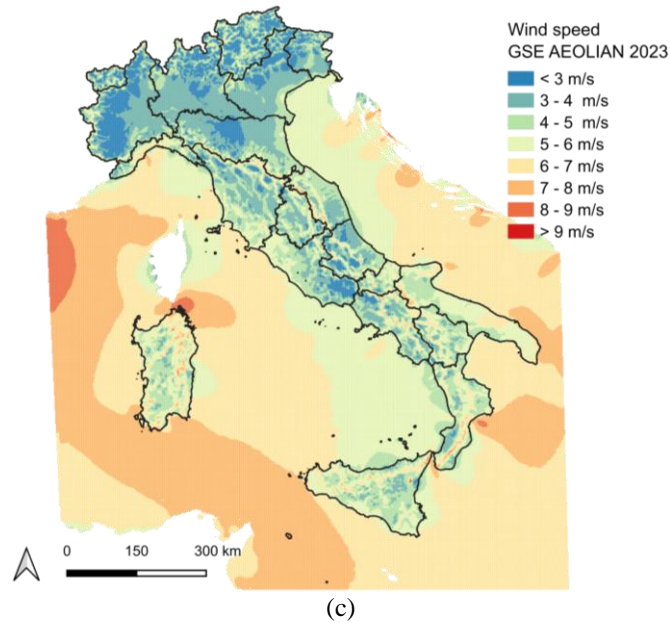 Wind speed
GSE AEOLIAN 2023
< 3 m/s
3 - 4 m/s
4 - 5 m/s
5 - 6 m/s
6 - 7 m/s
7 - 8 m/s
8 - 9 m/s
> 9 m/s
0 150 300 km
(c)